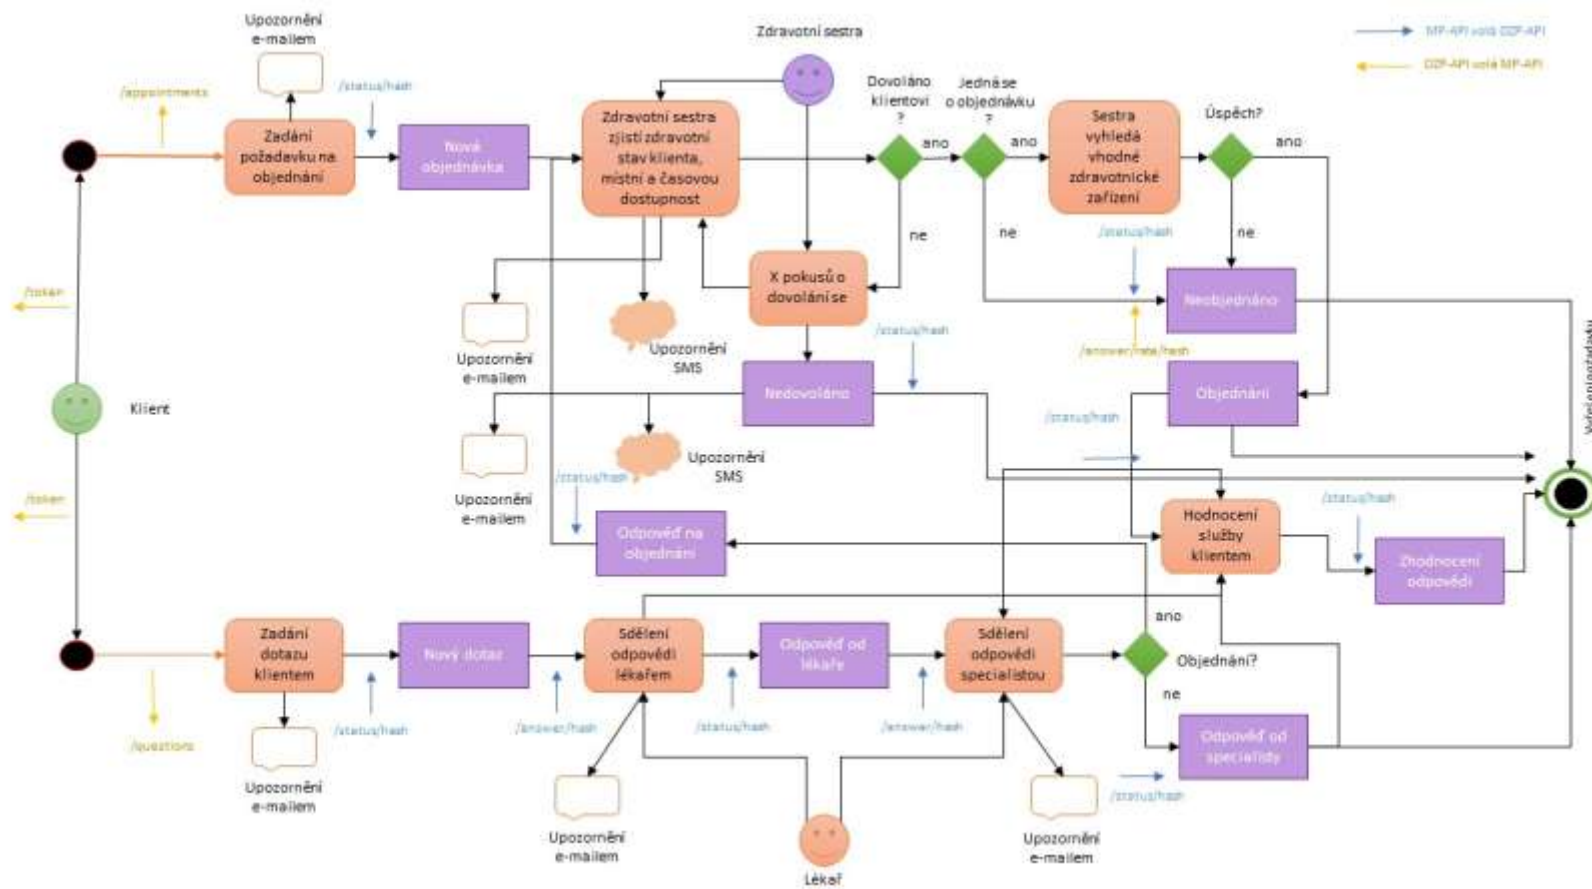 Upozornění
e-mailem
Zdravotní sestra
MP-API volá DZP-API
DZP-API volá MP-API
/appointments
/status/hash
Dovoláno
klientovi
?
Jedná se
o objednávku
?
Úspěch?
Zadání
požadavku na
objednání
Nová
objednávka
Zdravotní sestra
zjistí zdravotní
stav klienta,
místní a časovou
dostupnost
ano
ano
Sestra
vyhledá
vhodné
zdravotnické
zařízení
ano
ne
ne
ne
/status/hash
/token
X pokusů o
dovolání se
Neobjednáno
/status/hash
/answer/rate/hash
Upozornění
e-mailem
Upozornění
SMS
Nedovoláno
Objednání
Klient
/status/hash
Vyřešení požadavku
Upozornění
SMS
/status/hash
Upozornění
e-mailem
/token
/status/hash
Odpověď na
objednání
Hodnocení
služby
klientem
Zhodnocení
odpovědi
ano
Zadání
dotazu
klientem
Nový dotaz
Sdělení
odpovědi
lékařem
Odpověď od
lékaře
Sdělení
odpovědi
specialistou
Objednání?
ne
/questions
/status/hash
/answer/hash
/status/hash
/answer/hash
Odpověď od
specialisty
/status/hash
Upozornění
e-mailem
Upozornění
e-mailem
Upozornění
e-mailem
Lékař